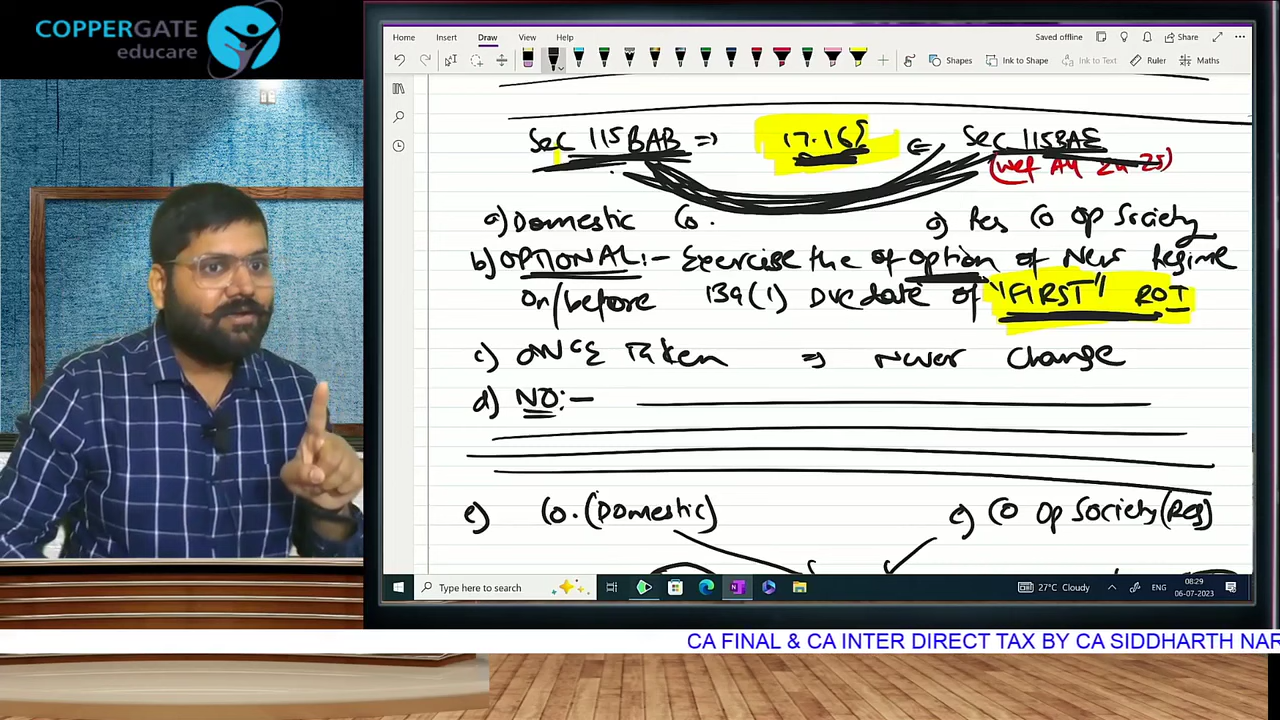 COPPERGATE
educare
Home Insert Draw View Help
Saved offline Share
Shapes Ink to Shape Ink to Text Ruler Maths
Sec 115BAB => 17.16% <= Sec 115BAE
(wef AY 24-25)
a) Domestic Co. a) Res Co Op Society
b) OPTIONAL:- Exercise the of option of New Regime
on/before 139(1) Due date of "FIRST" ROI
c) ONCE Taken => Never Change
d) NO:-
e) Co. (Domestic) e) Co Op Society (Res)
Type here to search
27°C Cloudy ENG 08:29
06-07-2023
CA FINAL & CA INTER DIRECT TAX BY CA SIDDHARTH NAR